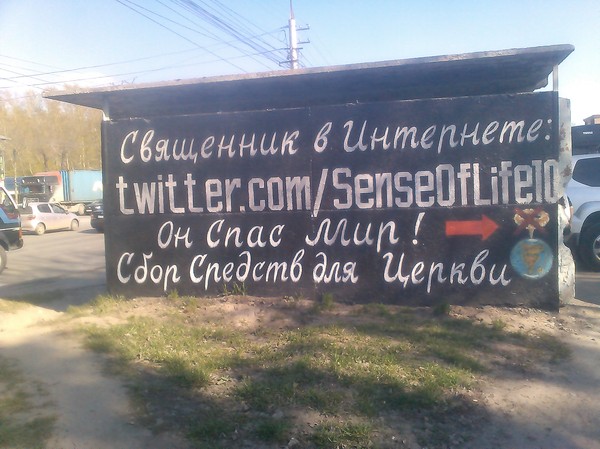 Священник в Интернете:
twitter.com/SenseOfLife10
Он Спас Мир!
Сбор Средств для Церкви